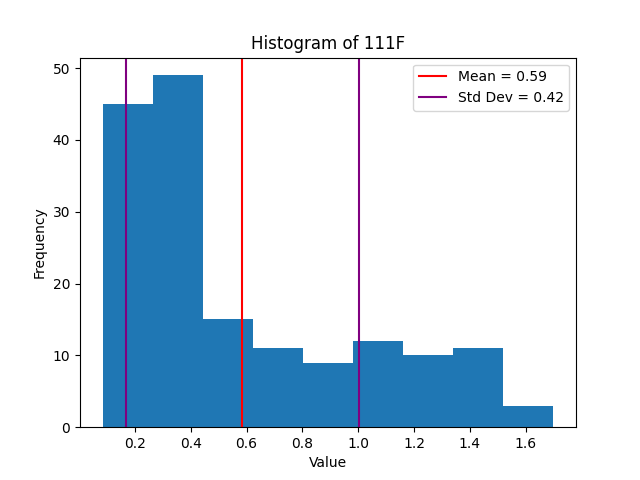 Histogram of 111F
Mean = 0.59
Std Dev = 0.42
50
40
30
20
10
0
Frequency
0.2 0.4 0.6 0.8 1.0 1.2 1.4 1.6
Value